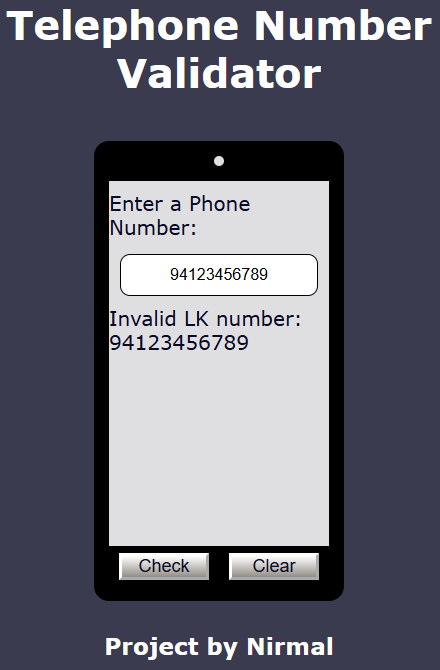 Telephone Number
Validator
Enter a Phone
Number:
94123456789
Invalid LK number:
94123456789
Check Clear
Project by Nirmal